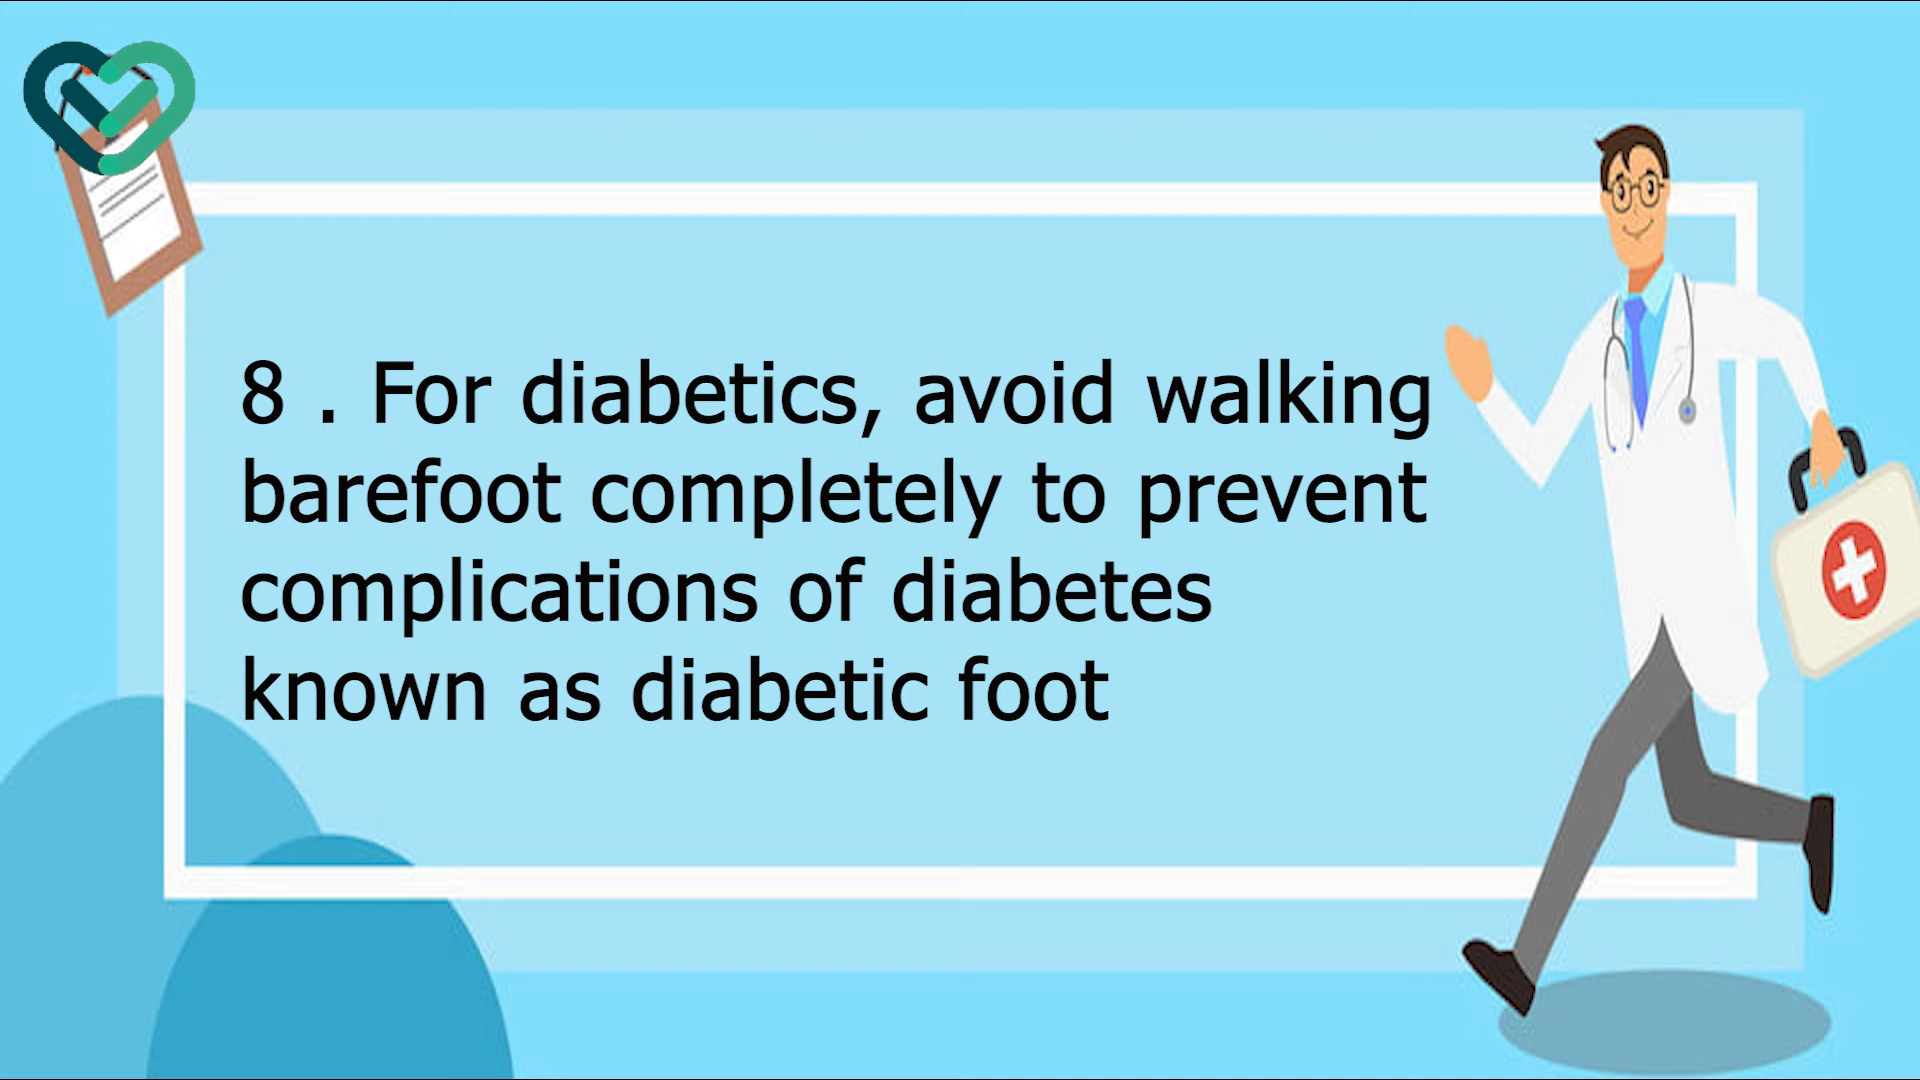 8 . For diabetics, avoid walking
barefoot completely to prevent
complications of diabetes
known as diabetic foot